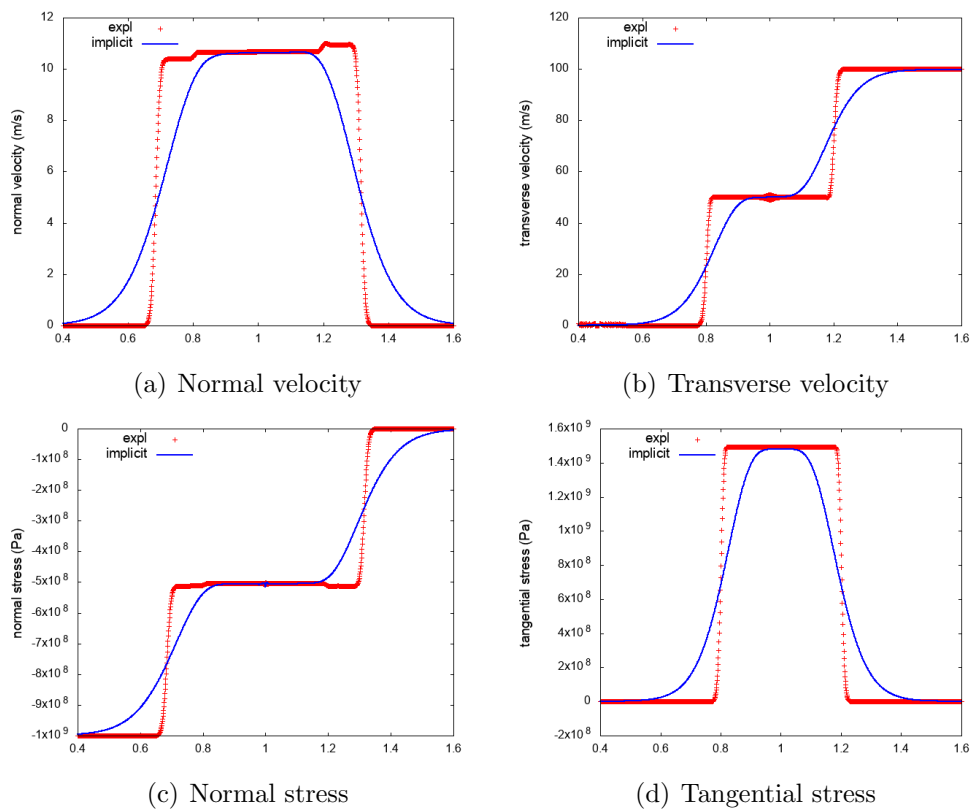 12
10
8
6
4
2
0
0.4 0.6 0.8 1 1.2 1.4 1.6
normal velocity (m/s)
expl
implicit
(a) Normal velocity
120
100
80
60
40
20
0
0.4 0.6 0.8 1 1.2 1.4 1.6
transverse velocity (m/s)
expl
implicit
(b) Transverse velocity
0
-1x10⁸
-2x10⁸
-3x10⁸
-4x10⁸
-5x10⁸
-6x10⁸
-7x10⁸
-8x10⁸
-9x10⁸
-1x10⁹
0.4 0.6 0.8 1 1.2 1.4 1.6
normal stress (Pa)
expl
implicit
(c) Normal stress
1.6x10⁹
1.4x10⁹
1.2x10⁹
1x10⁹
8x10⁸
6x10⁸
4x10⁸
2x10⁸
0
-2x10⁸
0.4 0.6 0.8 1 1.2 1.4 1.6
tangential stress (Pa)
expl
implicit
(d) Tangential stress